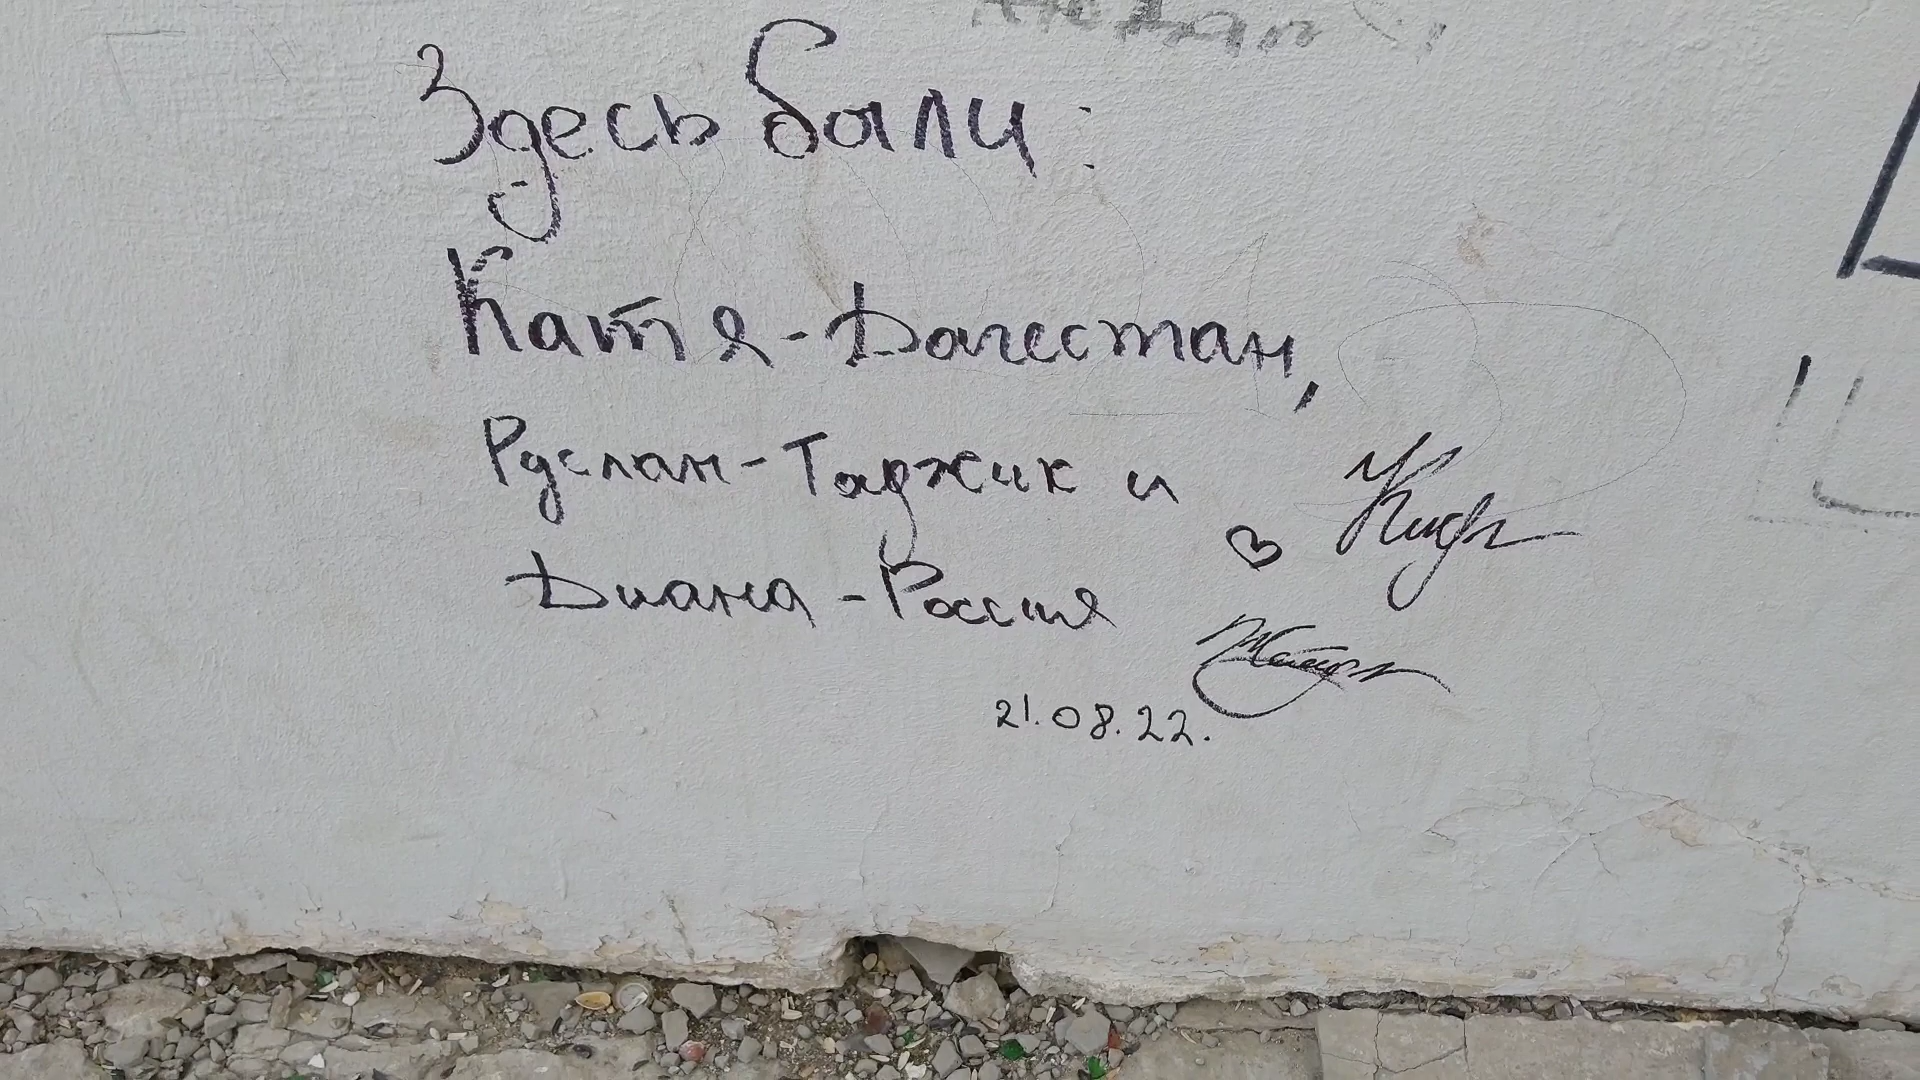 Здесь были:
Катя-Дагестан,
Руслан-Таджик и
Диана-Россия
21.08.22.